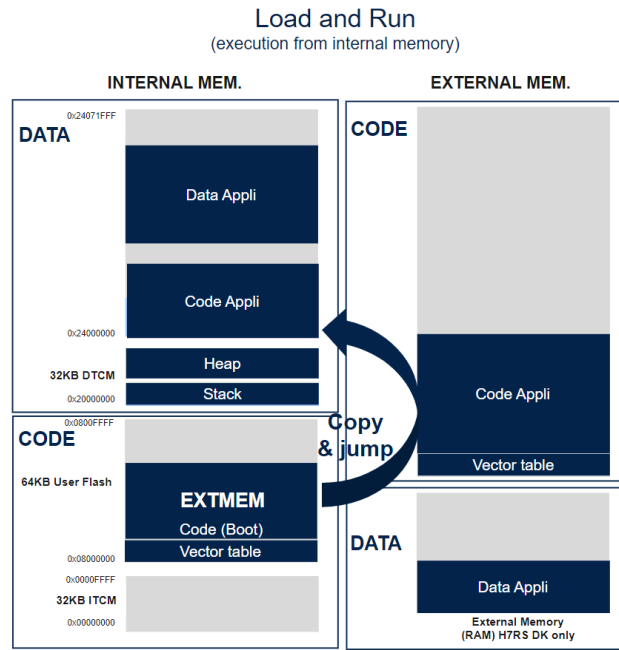 Load and Run
(execution from internal memory)
INTERNAL MEM.
0x24071FFF
DATA
Data Appli
Code Appli
0x24000000
Heap
32KB DTCM
0x20000000
Stack
0x0800FFFF
CODE
64KB User Flash
EXTMEM
Code (Boot)
Vector table
0x08000000
0x0000FFFF
32KB ITCM
0x00000000
Copy
& jump
EXTERNAL MEM.
CODE
Code Appli
Vector table
DATA
Data Appli
External Memory
(RAM) H7RS DK only